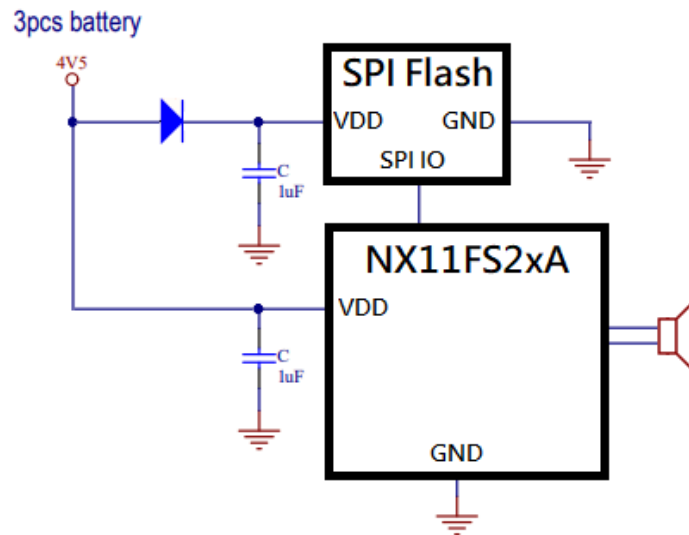 3pcs battery
4V5
SPI Flash
VDD
GND
SPI IO
C
1uF
NX11FS2xA
VDD
C
1uF
GND